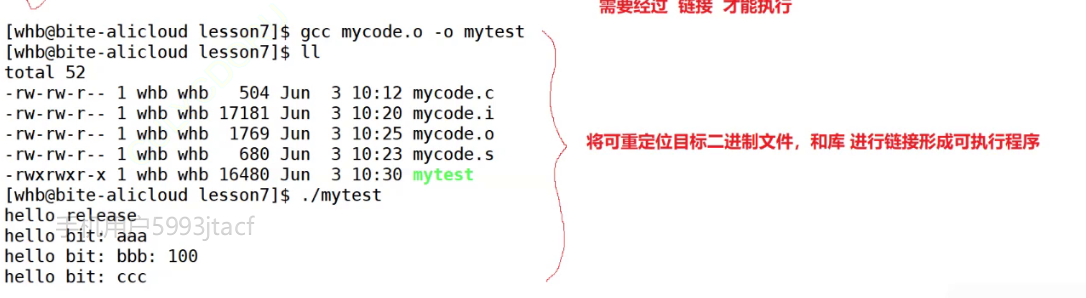 需要经过 链接 才能执行
[whb@bite-alicloud lesson7]$ gcc mycode.o -o mytest
[whb@bite-alicloud lesson7]$ ll
total 52
-rw-rw-r-- 1 whb whb   504 Jun  3 10:12 mycode.c
-rw-rw-r-- 1 whb whb 17181 Jun  3 10:20 mycode.i
-rw-rw-r-- 1 whb whb  1769 Jun  3 10:25 mycode.o
-rw-rw-r-- 1 whb whb   680 Jun  3 10:23 mycode.s
-rwxrwxr-x 1 whb whb 16480 Jun  3 10:30 mytest
将可重定位目标二进制文件，和库 进行链接形成可执行程序
[whb@bite-alicloud lesson7]$ ./mytest
hello release
手机用户5993jtacf
hello bit: aaa
hello bit: bbb: 100
hello bit: ccc